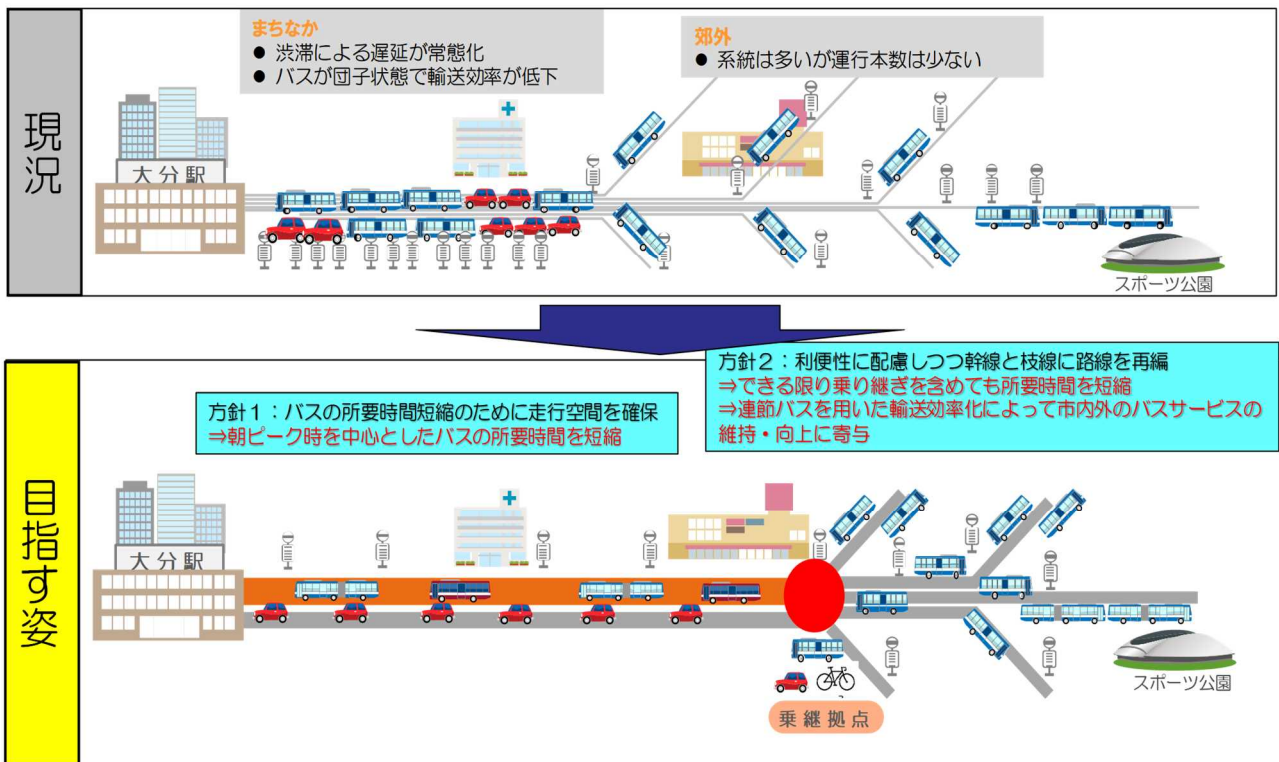 現況
まちなか
● 渋滞による遅延が常態化
● バスが団子状態で輸送効率が低下
郊外
● 系統は多いが運行本数は少ない
大分駅
スポーツ公園
目指す姿
方針１：バスの所要時間短縮のために走行空間を確保
⇒朝ピーク時を中心としたバスの所要時間を短縮
方針２：利便性に配慮しつつ幹線と枝線に路線を再編
⇒できる限り乗り継ぎを含めても所要時間を短縮
⇒連節バスを用いた輸送効率化によって市内外のバスサービスの
維持・向上に寄与
大分駅
スポーツ公園
乗継拠点